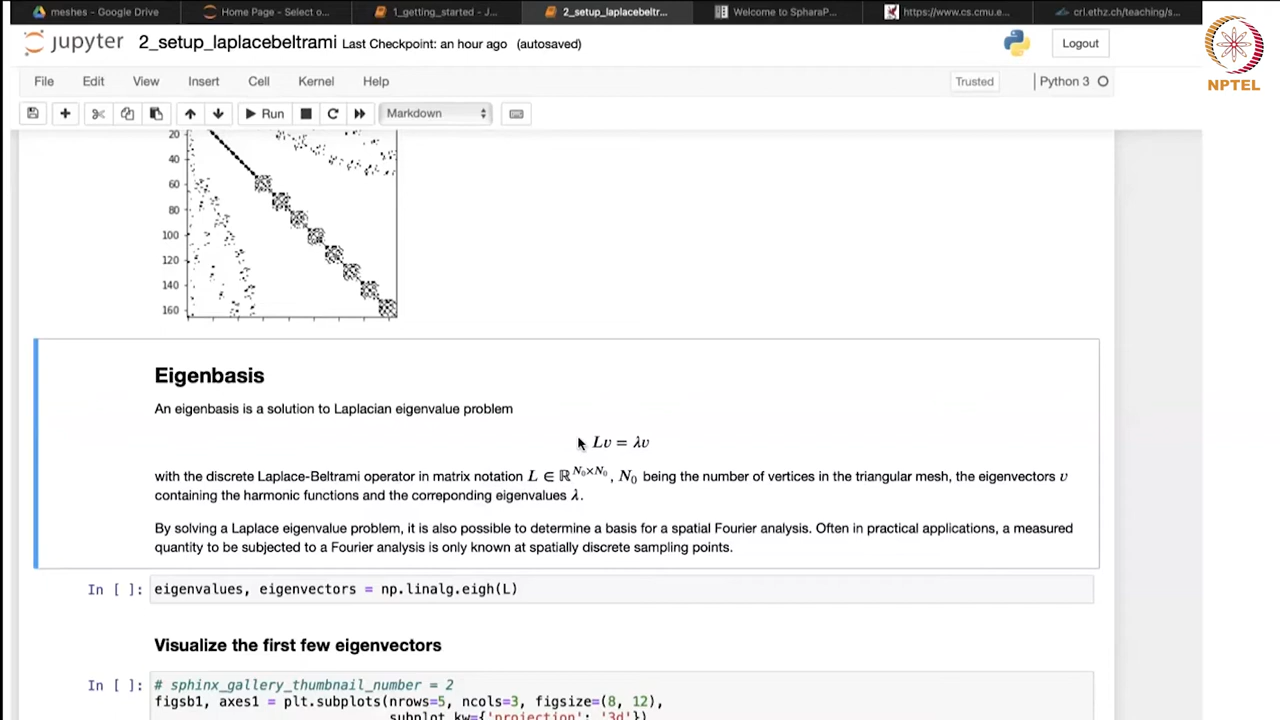 meshes - Google Drive
Home Page - Select o...
1_getting_started - J...
2_setup_laplacebeltr...
Welcome to SpharaP...
https://www.cs.cmu.e...
crl.ethz.ch/teaching/s...
jupyter 2_setup_laplacebeltrami Last Checkpoint: an hour ago (autosaved)
Logout
NPTEL
File Edit View Insert Cell Kernel Help
Trusted
Python 3
Run
Markdown
20
40
60
80
100
120
140
160
Eigenbasis
An eigenbasis is a solution to Laplacian eigenvalue problem
Lv = λv
with the discrete Laplace-Beltrami operator in matrix notation L ∈ ℝ^{N₀×N₀}, N₀ being the number of vertices in the triangular mesh, the eigenvectors v
containing the harmonic functions and the correponding eigenvalues λ.
By solving a Laplace eigenvalue problem, it is also possible to determine a basis for a spatial Fourier analysis. Often in practical applications, a measured
quantity to be subjected to a Fourier analysis is only known at spatially discrete sampling points.
In [ ]: eigenvalues, eigenvectors = np.linalg.eigh(L)
Visualize the first few eigenvectors
In [ ]: # sphinx_gallery_thumbnail_number = 2
figsb1, axes1 = plt.subplots(nrows=5, ncols=3, figsize=(8, 12),
subplot_kw={'projection': '3d'})